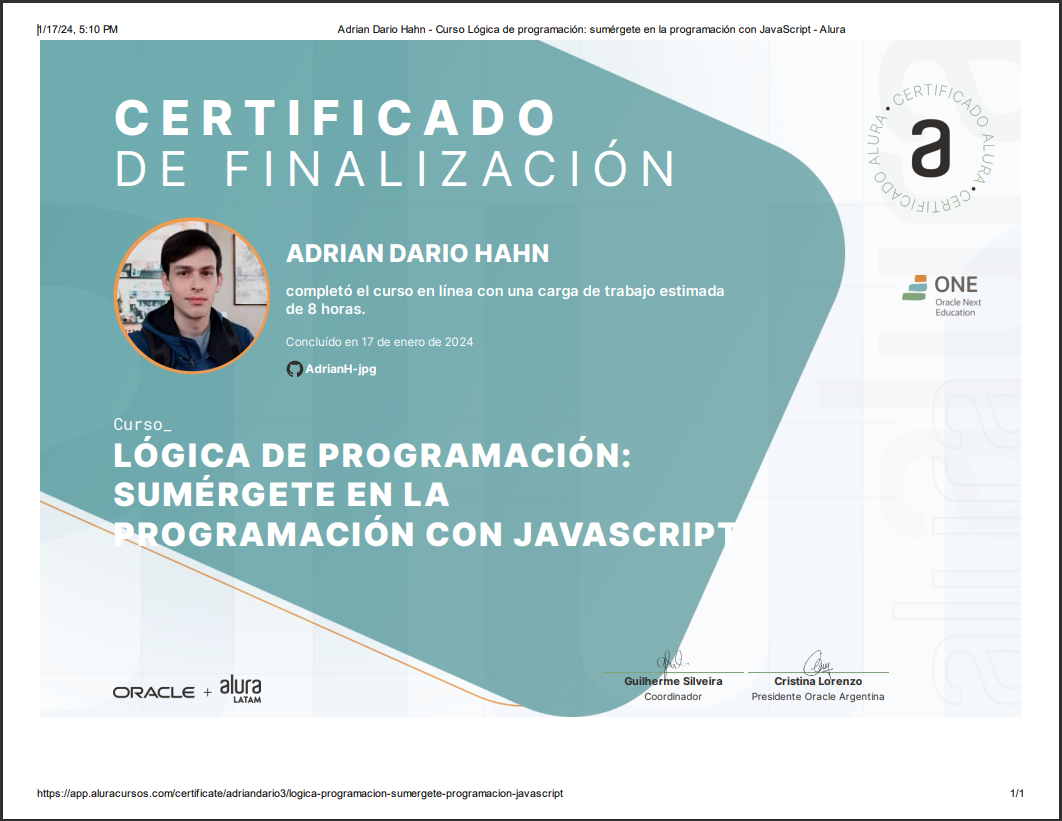 1/17/24, 5:10 PM
Adrian Dario Hahn - Curso Lógica de programación: sumérgete en la programación con JavaScript - Alura
CERTIFICADO
DE FINALIZACIÓN
CERTIFICADO ALURA • CERTIFICADO ALURA •
a
ADRIAN DARIO HAHN
completó el curso en línea con una carga de trabajo estimada
de 8 horas.
Concluído en 17 de enero de 2024
AdrianH-jpg
ONE
Oracle Next
Education
Curso_
LÓGICA DE PROGRAMACIÓN:
SUMÉRGETE EN LA
PROGRAMACIÓN CON JAVASCRIPT
alura
alura
ORACLE + alura
LATAM
Guilherme Silveira
Coordinador
Cristina Lorenzo
Presidente Oracle Argentina
https://app.aluracursos.com/certificate/adriandario3/logica-programacion-sumergete-programacion-javascript
1/1